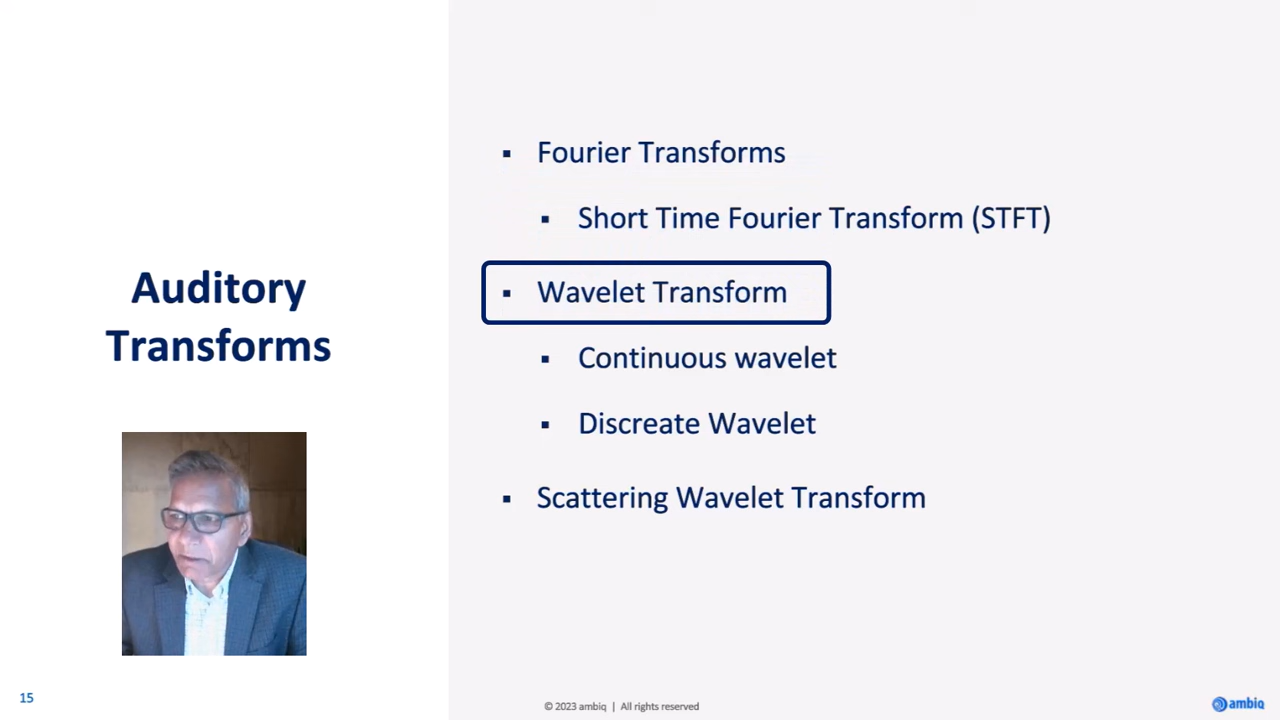 Auditory
Transforms
▪ Fourier Transforms
▪ Short Time Fourier Transform (STFT)
▪ Wavelet Transform
▪ Continuous wavelet
▪ Discreate Wavelet
▪ Scattering Wavelet Transform
15
© 2023 ambiq | All rights reserved
ambiq